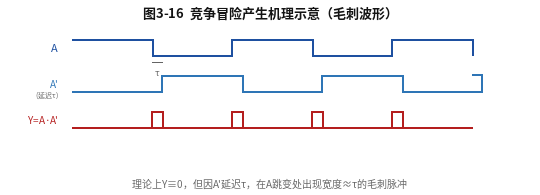 图3-16 竞争冒险产生机理示意（毛刺波形）
A
τ
A'
(延迟τ)
Y=A·A'
理论上Y≡0，但因A'延迟τ，在A跳变处出现宽度≈τ的毛刺脉冲